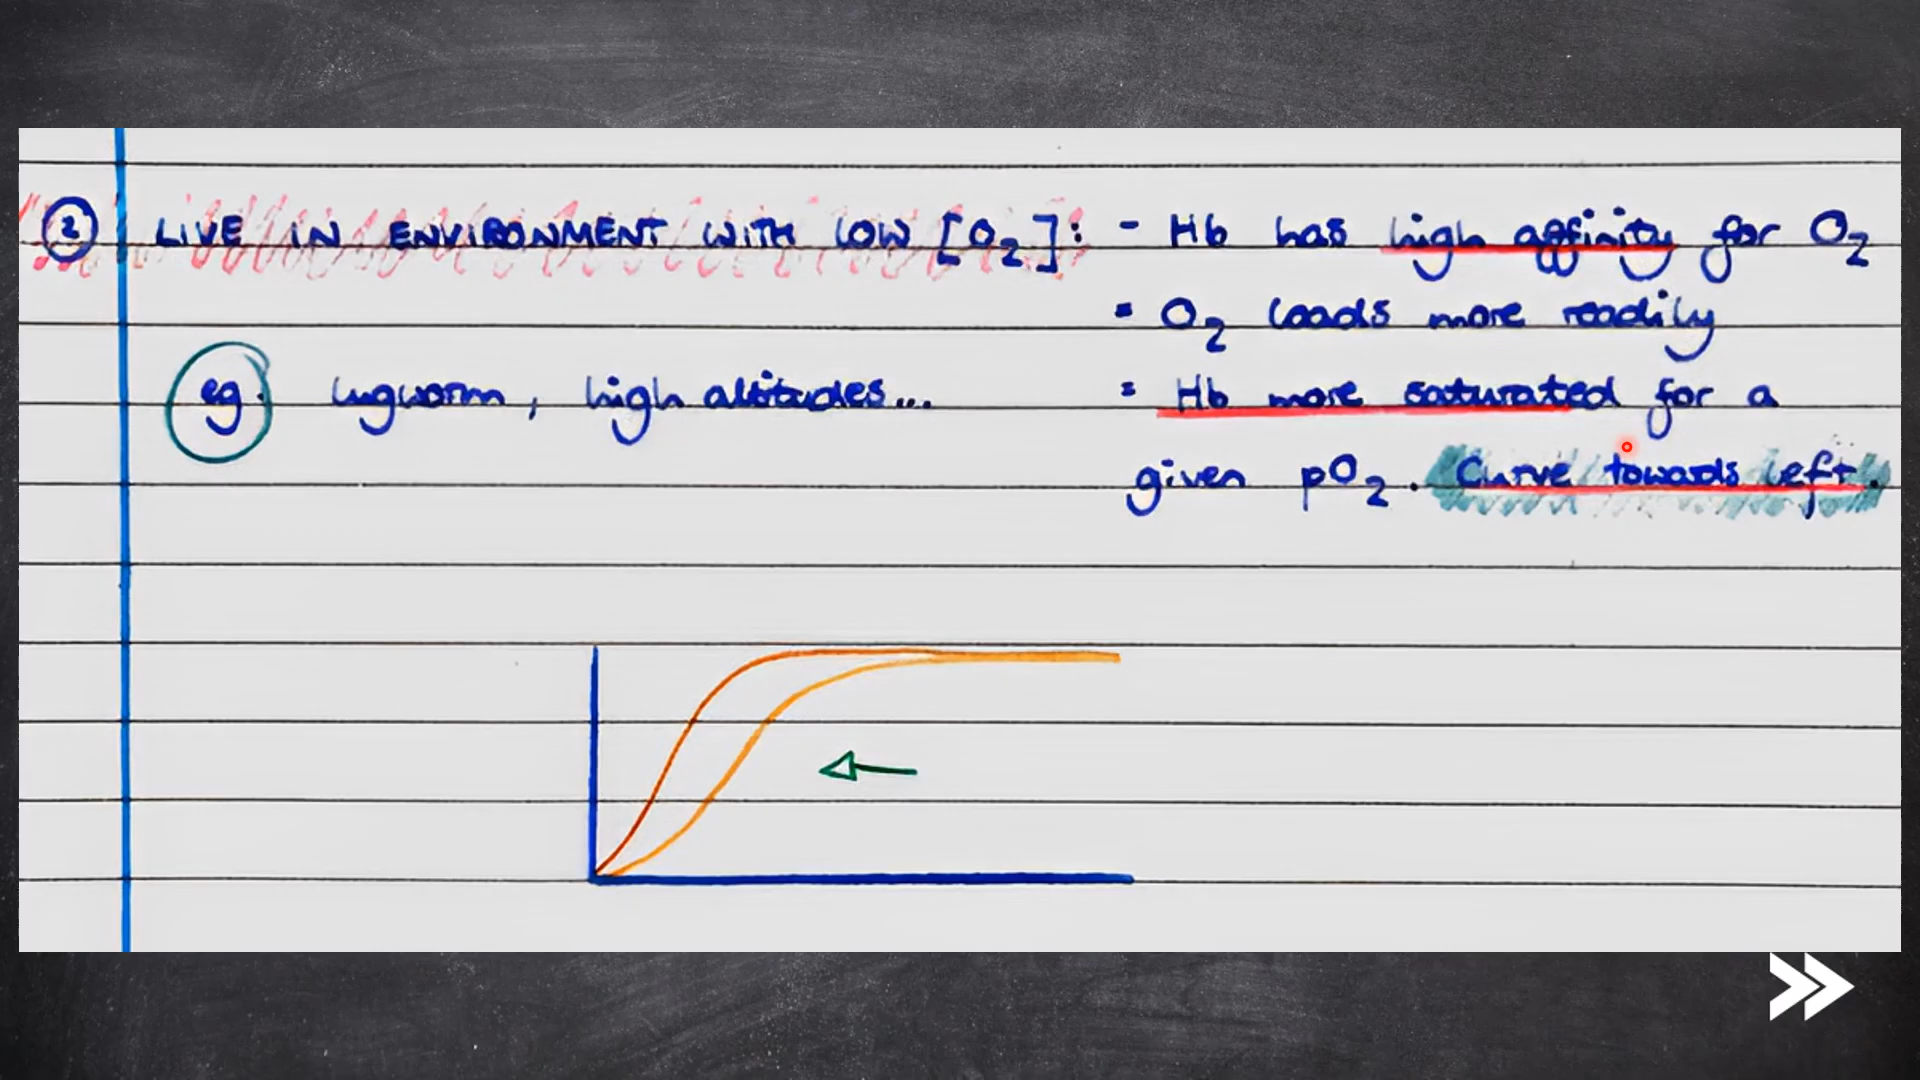 ② LIVE IN ENVIRONMENT WITH LOW [O₂]: - Hb has high affinity for O₂
- O₂ loads more readily
eg. lugworm, high altitudes... - Hb more saturated for a
given pO₂. Curve towards left.